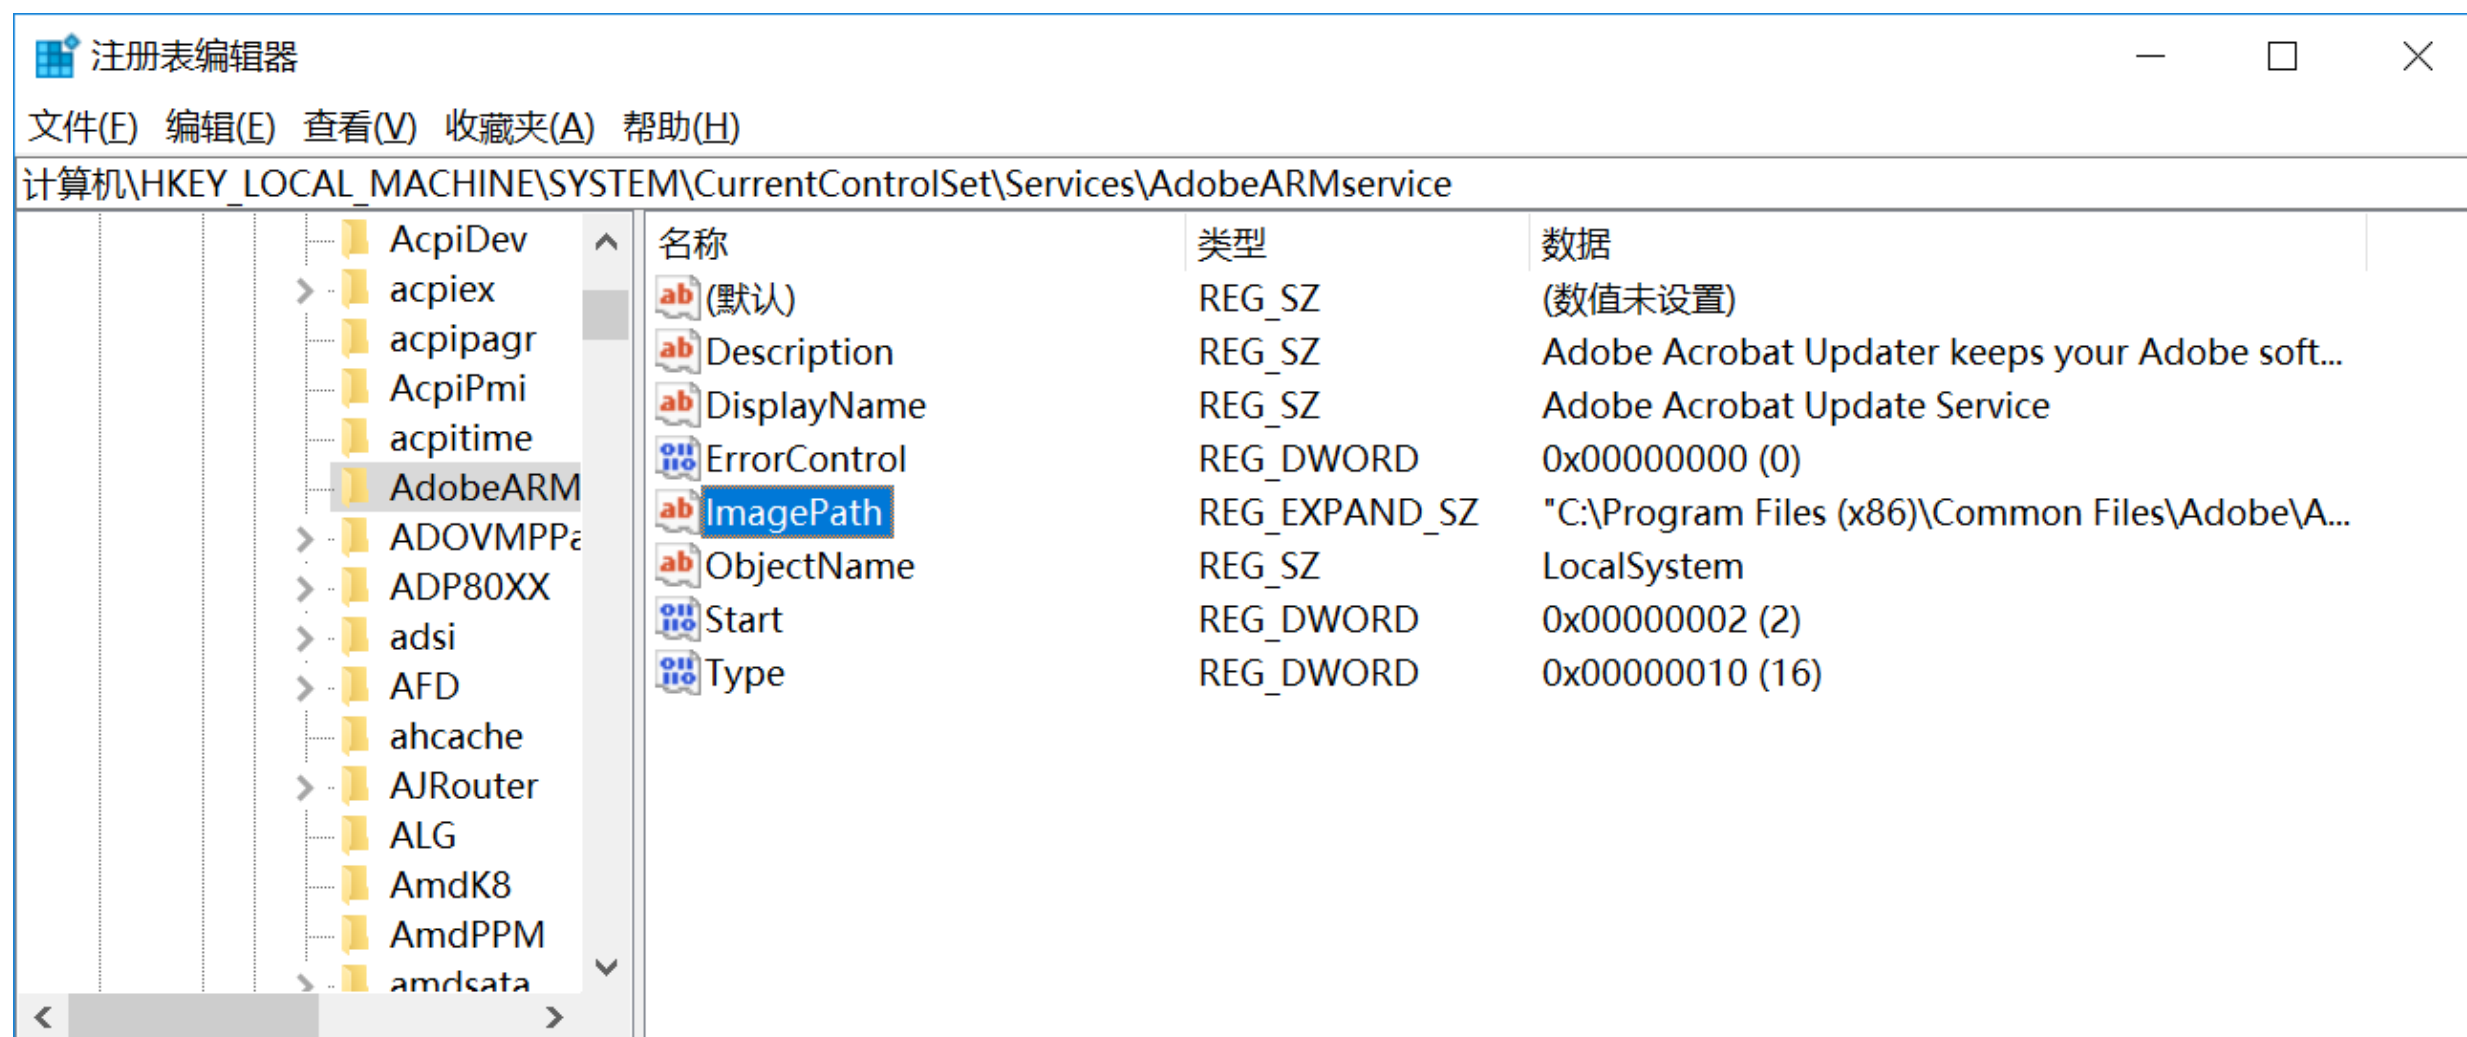 注册表编辑器
文件(F) 编辑(E) 查看(V) 收藏夹(A) 帮助(H)
计算机\HKEY_LOCAL_MACHINE\SYSTEM\CurrentControlSet\Services\AdobeARMservice
AcpiDev
acpiex
acpipagr
AcpiPmi
acpitime
AdobeARM
ADOVMPPa
ADP80XX
adsi
AFD
ahcache
AJRouter
ALG
AmdK8
AmdPPM
amdsata
名称 类型 数据
(默认) REG_SZ (数值未设置)
Description REG_SZ Adobe Acrobat Updater keeps your Adobe soft...
DisplayName REG_SZ Adobe Acrobat Update Service
ErrorControl REG_DWORD 0x00000000 (0)
ImagePath REG_EXPAND_SZ "C:\Program Files (x86)\Common Files\Adobe\A...
ObjectName REG_SZ LocalSystem
Start REG_DWORD 0x00000002 (2)
Type REG_DWORD 0x00000010 (16)